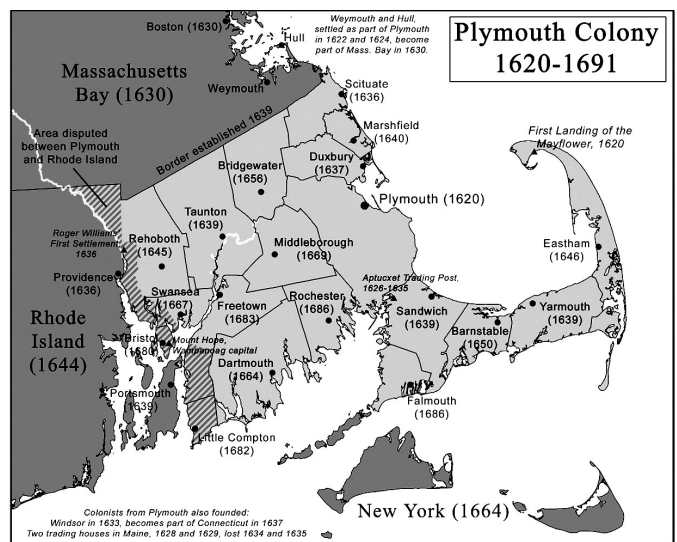 Plymouth Colony
1620-1691
Weymouth and Hull,
settled as part of Plymouth
in 1622 and 1624, become
part of Mass. Bay in 1630.
Boston (1630)
Hull
Massachusetts
Bay (1630)
Weymouth
Scituate
(1636)
Border established 1639
Marshfield
(1640)
Area disputed
between Plymouth
and Rhode Island
First Landing of the
Mayflower, 1620
Duxbury
(1637)
Bridgewater
(1656)
Plymouth (1620)
Taunton
(1639)
Roger Williams
First Settlement
1636
Rehoboth
(1645)
Middleborough
(1669)
Eastham
(1646)
Providence
(1636)
Aptucxet Trading Post,
1626-1635
Swansea
(1667)
Freetown
(1683)
Rochester
(1686)
Sandwich
(1639)
Yarmouth
(1639)
Barnstable
(1650)
Rhode
Island
(1644)
Bristol
(1680)
Mount Hope,
Wampanoag capital
Dartmouth
(1664)
Portsmouth
(1639)
Falmouth
(1686)
Little Compton
(1682)
New York (1664)
Colonists from Plymouth also founded:
Windsor in 1633, becomes part of Connecticut in 1637
Two trading houses in Maine, 1628 and 1629, lost 1634 and 1635